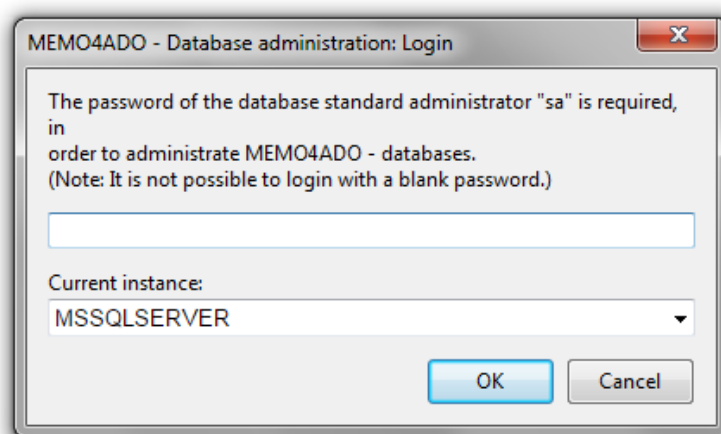 MEMO4ADO - Database administration: Login
The password of the database standard administrator "sa" is required,
in
order to administrate MEMO4ADO - databases.
(Note: It is not possible to login with a blank password.)
Current instance:
MSSQLSERVER
OK
Cancel